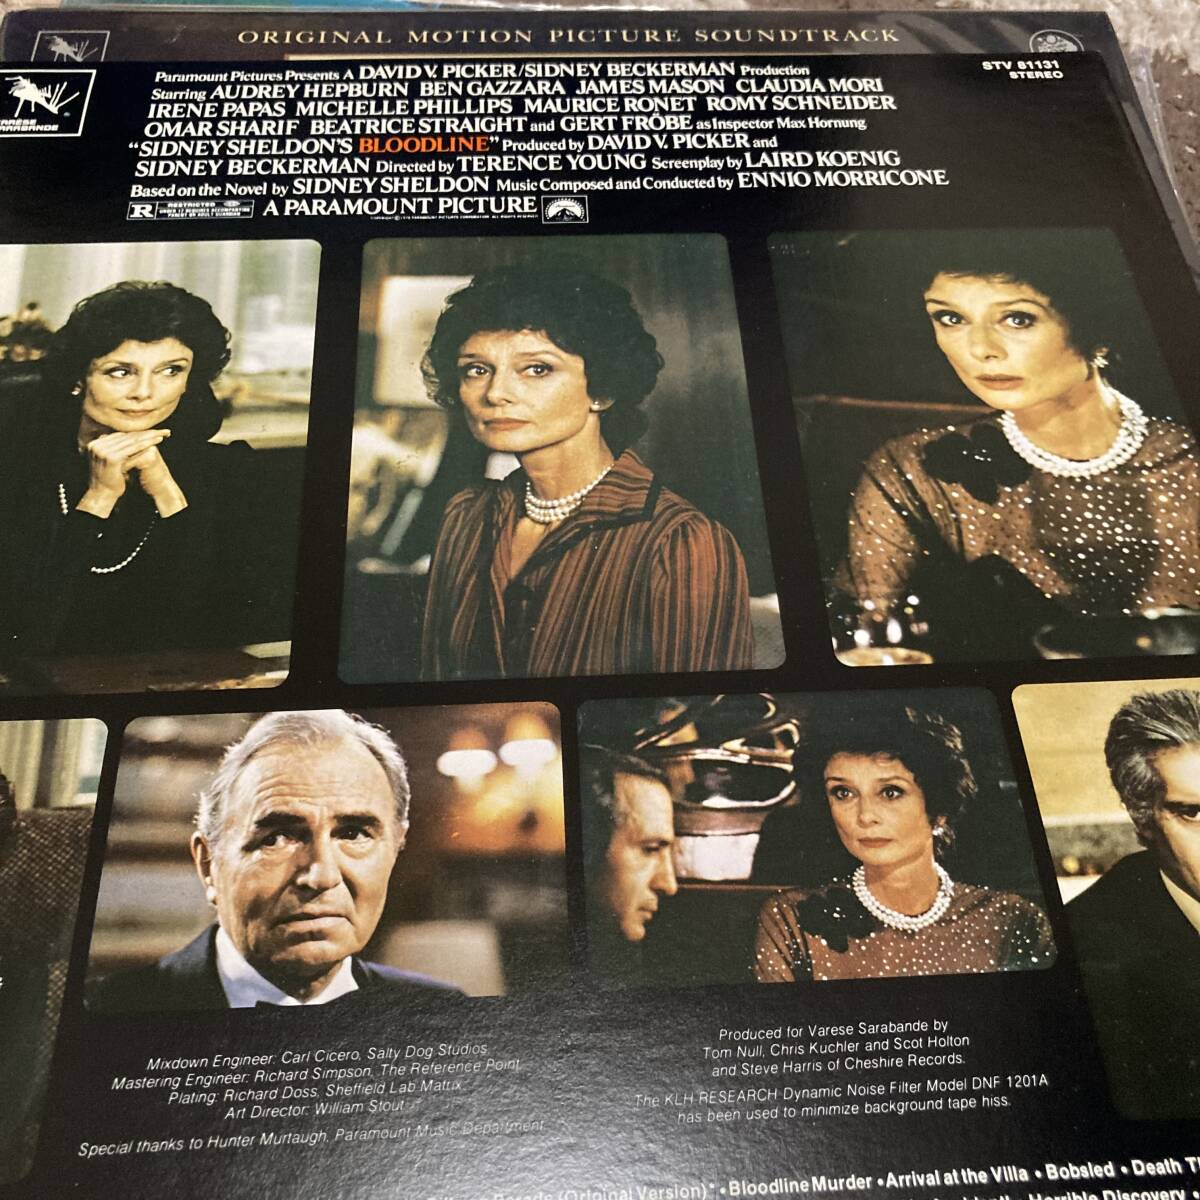 ORIGINAL MOTION PICTURE SOUNDTRACK
STV 81131
STEREO
Paramount Pictures Presents A DAVID V. PICKER/SIDNEY BECKERMAN Production
Starring AUDREY HEPBURN BEN GAZZARA JAMES MASON CLAUDIA MORI
IRENE PAPAS MICHELLE PHILLIPS MAURICE RONET ROMY SCHNEIDER
OMAR SHARIF BEATRICE STRAIGHT and GERT FRÖBE as Inspector Max Hornung
"SIDNEY SHELDON'S BLOODLINE" Produced by DAVID V. PICKER and
SIDNEY BECKERMAN Directed by TERENCE YOUNG Screenplay by LAIRD KOENIG
Based on the Novel by SIDNEY SHELDON Music Composed and Conducted by ENNIO MORRICONE
R RESTRICTED A PARAMOUNT PICTURE
Mixdown Engineer: Carl Cicero, Salty Dog Studios
Mastering Engineer: Richard Simpson, The Reference Point
Plating: Richard Doss, Sheffield Lab Matrix
Art Director: William Stout
Special thanks to Hunter Murtaugh, Paramount Music Department
Produced for Varese Sarabande by
Tom Null, Chris Kuchler and Scot Holton
and Steve Harris of Cheshire Records.
The KLH RESEARCH Dynamic Noise Filter Model DNF 1201A
has been used to minimize background tape hiss.
(Original Version)* • Bloodline Murder • Arrival at the Villa • Bobsled • Death
Horrible Discovery